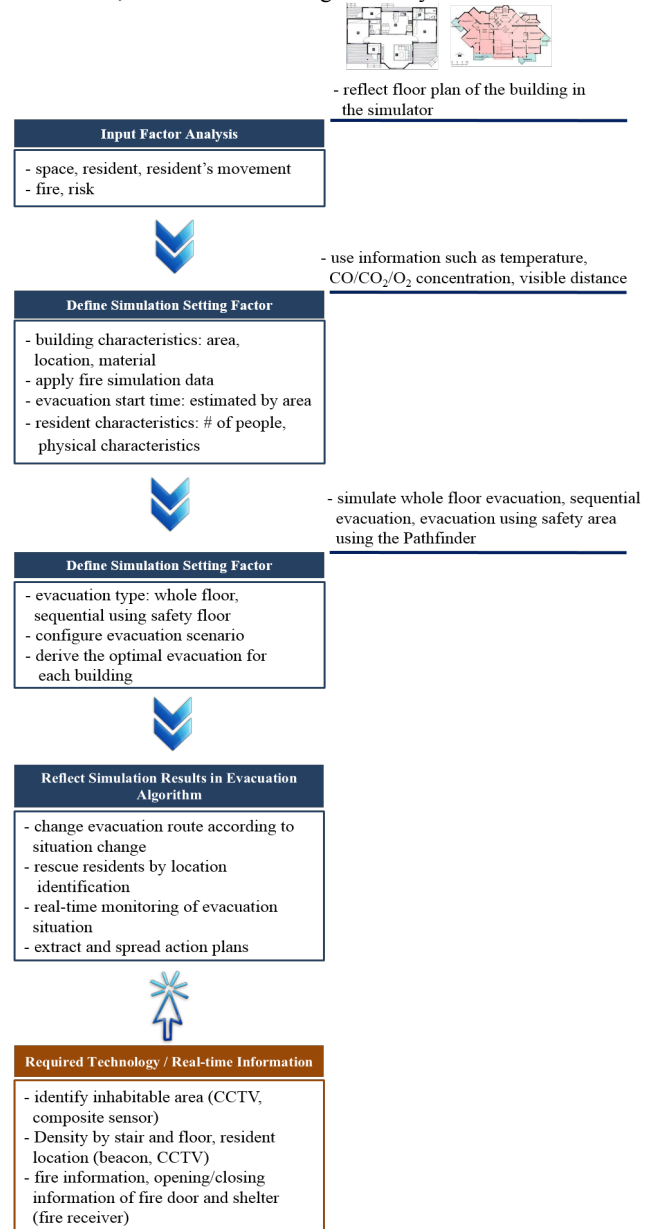 - reflect floor plan of the building in
the simulator
Input Factor Analysis
- space, resident, resident's movement
- fire, risk
- use information such as temperature,
CO/CO₂/O₂ concentration, visible distance
Define Simulation Setting Factor
- building characteristics: area,
location, material
- apply fire simulation data
- evacuation start time: estimated by area
- resident characteristics: # of people,
physical characteristics
- simulate whole floor evacuation, sequential
evacuation, evacuation using safety area
using the Pathfinder
Define Simulation Setting Factor
- evacuation type: whole floor,
sequential using safety floor
- configure evacuation scenario
- derive the optimal evacuation for
each building
Reflect Simulation Results in Evacuation
Algorithm
- change evacuation route according to
situation change
- rescue residents by location
identification
- real-time monitoring of evacuation
situation
- extract and spread action plans
Required Technology / Real-time Information
- identify inhabitable area (CCTV,
composite sensor)
- Density by stair and floor, resident
location (beacon, CCTV)
- fire information, opening/closing
information of fire door and shelter
(fire receiver)